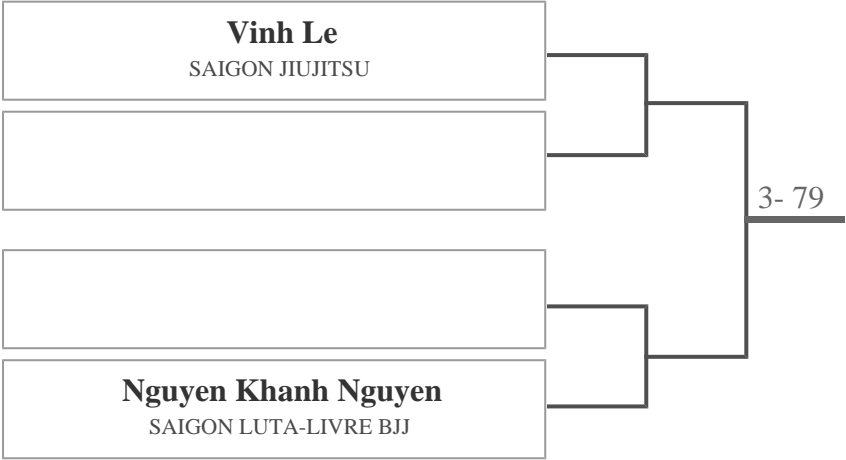 Vinh Le
SAIGON JIUJITSU
3- 79
Nguyen Khanh Nguyen
SAIGON LUTA-LIVRE BJJ